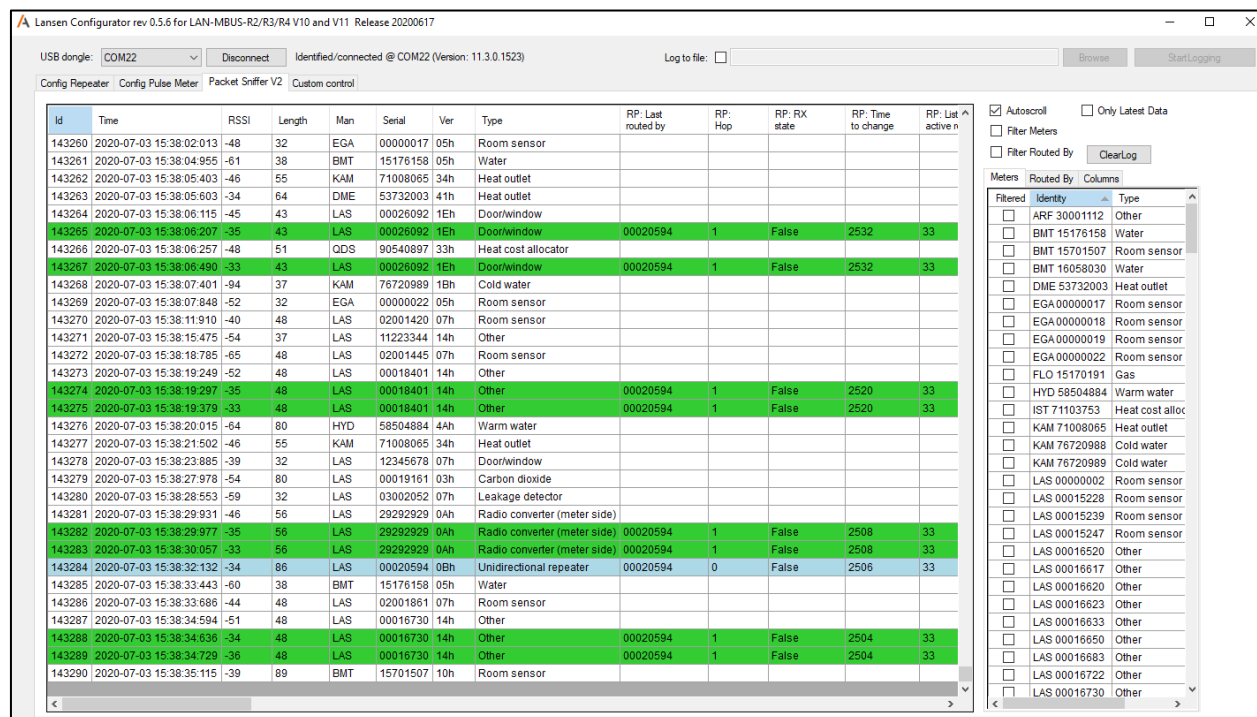 Lansen Configurator rev 0.5.6 for LAN-MBUS-R2/R3/R4 V10 and V11 Release 20200617
USB dongle: COM22 Disconnect Identified/connected @ COM22 (Version: 11.3.0.1523) Log to file: Browse StartLogging
Config Repeater Config Pulse Meter Packet Sniffer V2 Custom control
Id Time RSSI Length Man Serial Ver Type RP: Last routed by RP: Hop RP: RX state RP: Time to change RP: List active
143260 2020-07-03 15:38:02:013 -48 32 EGA 00000017 05h Room sensor
143261 2020-07-03 15:38:04:955 -61 38 BMT 15176158 05h Water
143262 2020-07-03 15:38:05:403 -46 55 KAM 71008065 34h Heat outlet
143263 2020-07-03 15:38:05:603 -34 64 DME 53732003 41h Heat outlet
143264 2020-07-03 15:38:06:115 -45 43 LAS 00026092 1Eh Door/window
143265 2020-07-03 15:38:06:207 -35 43 LAS 00026092 1Eh Door/window 00020594 1 False 2532 33
143266 2020-07-03 15:38:06:257 -48 51 QDS 90540897 33h Heat cost allocator
143267 2020-07-03 15:38:06:490 -33 43 LAS 00026092 1Eh Door/window 00020594 1 False 2532 33
143268 2020-07-03 15:38:07:401 -94 37 KAM 76720989 1Bh Cold water
143269 2020-07-03 15:38:07:848 -52 32 EGA 00000022 05h Room sensor
143270 2020-07-03 15:38:11:910 -40 48 LAS 02001420 07h Room sensor
143271 2020-07-03 15:38:15:475 -54 37 LAS 11223344 14h Other
143272 2020-07-03 15:38:18:785 -65 48 LAS 02001445 07h Room sensor
143273 2020-07-03 15:38:19:249 -52 48 LAS 00018401 14h Other
143274 2020-07-03 15:38:19:297 -35 48 LAS 00018401 14h Other 00020594 1 False 2520 33
143275 2020-07-03 15:38:19:379 -33 48 LAS 00018401 14h Other 00020594 1 False 2520 33
143276 2020-07-03 15:38:20:015 -64 80 HYD 58504884 4Ah Warm water
143277 2020-07-03 15:38:21:502 -46 55 KAM 71008065 34h Heat outlet
143278 2020-07-03 15:38:23:885 -39 32 LAS 12345678 07h Door/window
143279 2020-07-03 15:38:27:978 -54 80 LAS 00019161 03h Carbon dioxide
143280 2020-07-03 15:38:28:553 -59 32 LAS 03002052 07h Leakage detector
143281 2020-07-03 15:38:29:931 -46 56 LAS 29292929 0Ah Radio converter (meter side)
143282 2020-07-03 15:38:29:977 -35 56 LAS 29292929 0Ah Radio converter (meter side) 00020594 1 False 2508 33
143283 2020-07-03 15:38:30:057 -33 56 LAS 29292929 0Ah Radio converter (meter side) 00020594 1 False 2508 33
143284 2020-07-03 15:38:32:132 -34 86 LAS 00020594 0Bh Unidirectional repeater 00020594 0 False 2506 33
143285 2020-07-03 15:38:33:443 -60 38 BMT 15176158 05h Water
143286 2020-07-03 15:38:33:686 -44 48 LAS 02001861 07h Room sensor
143287 2020-07-03 15:38:34:594 -51 48 LAS 00016730 14h Other
143288 2020-07-03 15:38:34:636 -34 48 LAS 00016730 14h Other 00020594 1 False 2504 33
143289 2020-07-03 15:38:34:729 -36 48 LAS 00016730 14h Other 00020594 1 False 2504 33
143290 2020-07-03 15:38:35:115 -39 89 BMT 15701507 10h Room sensor
Autoscroll Only Latest Data
Filter Meters
Filter Routed By ClearLog
Meters Routed By Columns
Filtered Identity Type
ARF 30001112 Other
BMT 15176158 Water
BMT 15701507 Room sensor
BMT 16058030 Water
DME 53732003 Heat outlet
EGA 00000017 Room sensor
EGA 00000018 Room sensor
EGA 00000019 Room sensor
EGA 00000022 Room sensor
FLO 15170191 Gas
HYD 58504884 Warm water
IST 71103753 Heat cost alloc
KAM 71008065 Heat outlet
KAM 76720988 Cold water
KAM 76720989 Cold water
LAS 00000002 Room sensor
LAS 00015228 Room sensor
LAS 00015239 Room sensor
LAS 00015247 Room sensor
LAS 00016520 Other
LAS 00016617 Other
LAS 00016620 Other
LAS 00016623 Other
LAS 00016633 Other
LAS 00016650 Other
LAS 00016683 Other
LAS 00016722 Other
LAS 00016730 Other